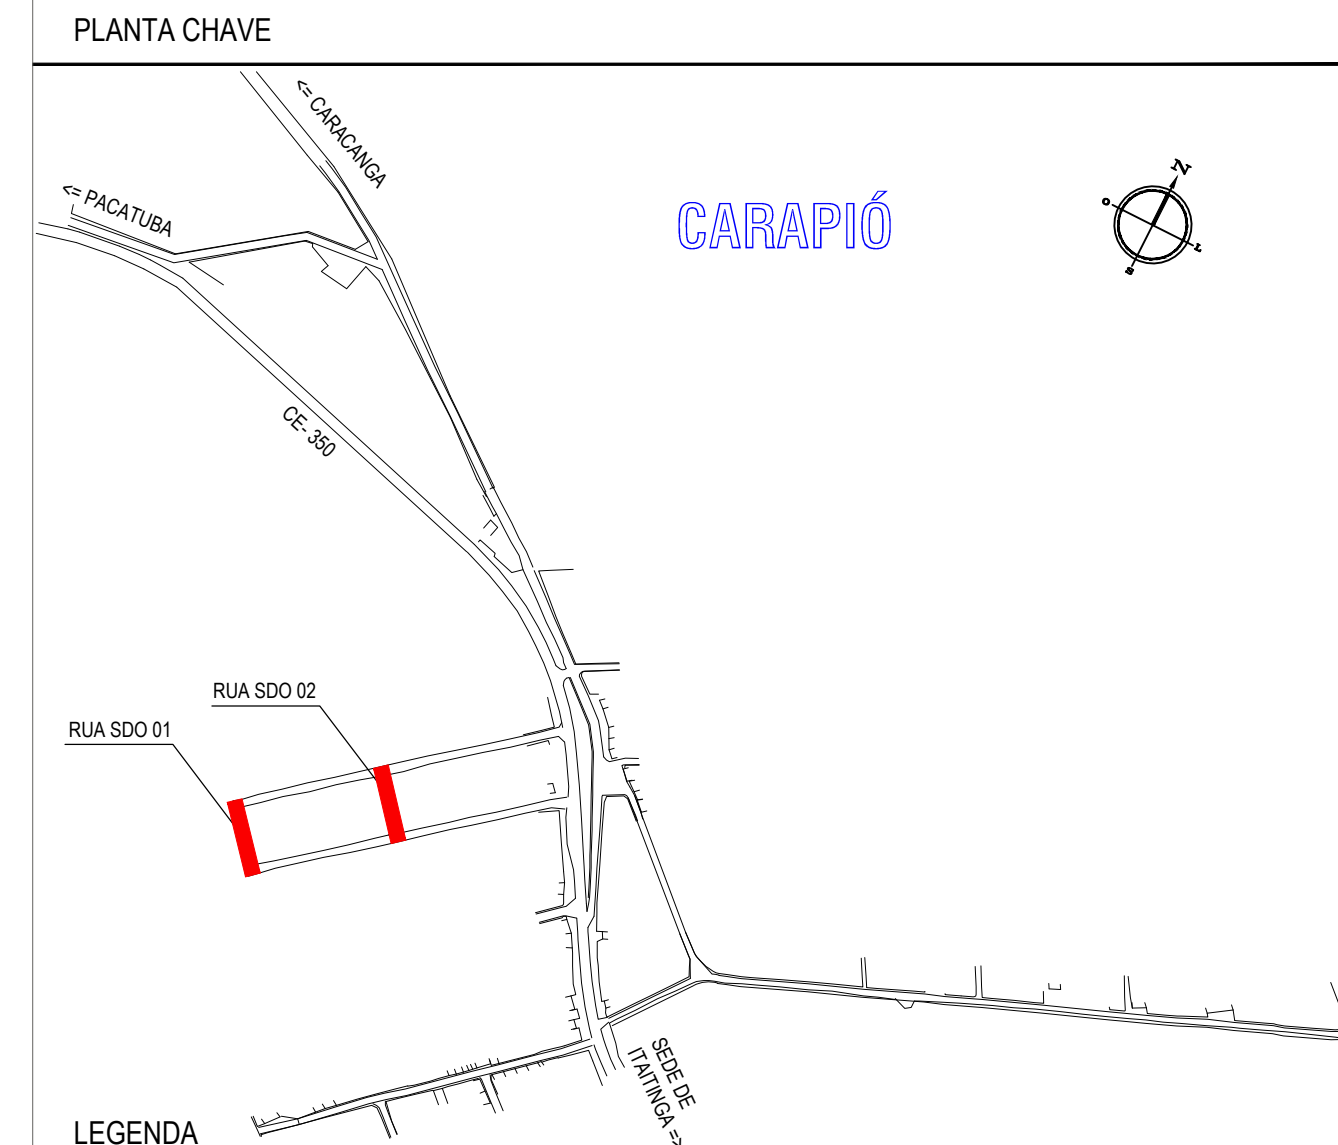 PLANTA CHAVE
<= CARACANGA
<= PACATUBA
CARAPIÓ
N
O
L
S
CE- 350
RUA SDO 02
RUA SDO 01
SEDE DE
ITAITINGA =>
LEGENDA